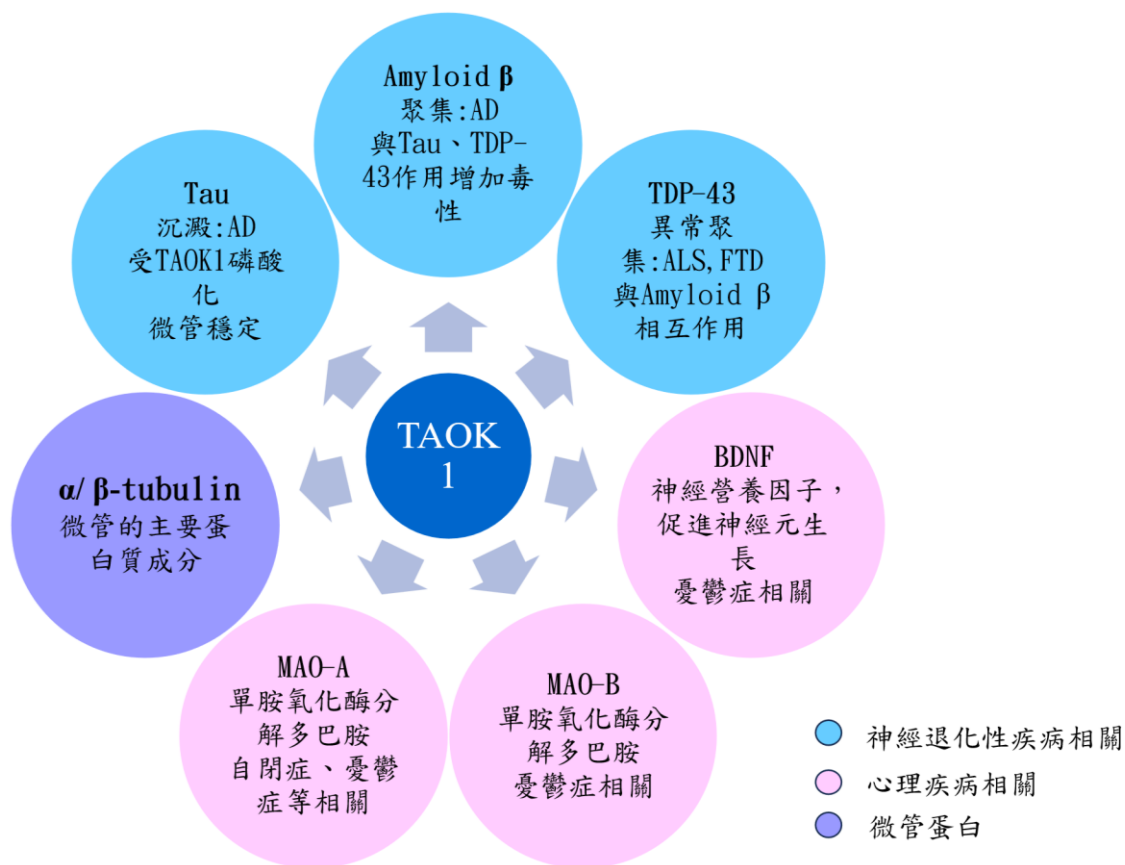 Amyloid β
聚集:AD
與Tau、TDP-
43作用增加毒
性
Tau
沉澱:AD
受TAOK1磷酸
化
微管穩定
TDP-43
異常聚
集:ALS,FTD
與Amyloid β
相互作用
TAOK
1
BDNF
神經營養因子，
促進神經元生
長
憂鬱症相關
α/ β-tubulin
微管的主要蛋
白質成分
MAO-A
單胺氧化酶分
解多巴胺
自閉症、憂鬱
症等相關
MAO-B
單胺氧化酶分
解多巴胺
憂鬱症相關
神經退化性疾病相關
心理疾病相關
微管蛋白